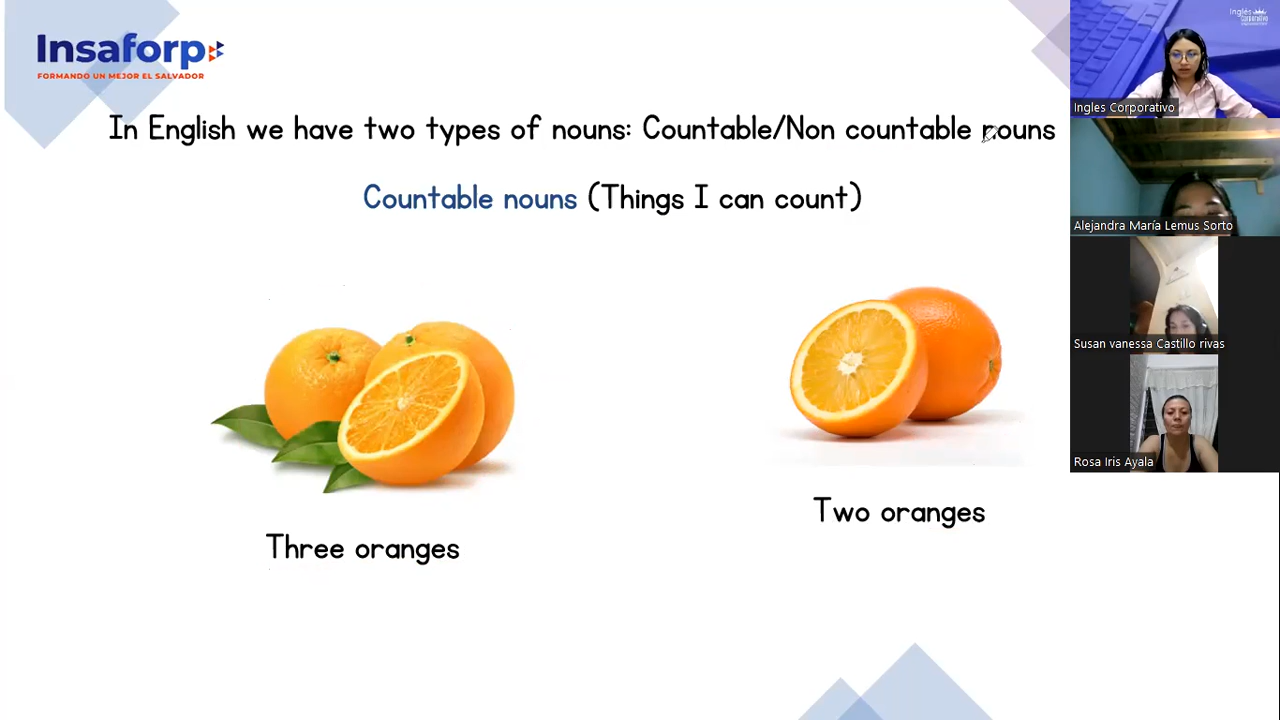 Insaforp
FORMANDO UN MEJOR EL SALVADOR
In English we have two types of nouns: Countable/Non countable nouns
Countable nouns (Things I can count)
Three oranges
Two oranges
Inglés
Corporativo
Ingles Corporativo
Alejandra María Lemus Sorto
Susan vanessa Castillo rivas
Rosa Iris Ayala